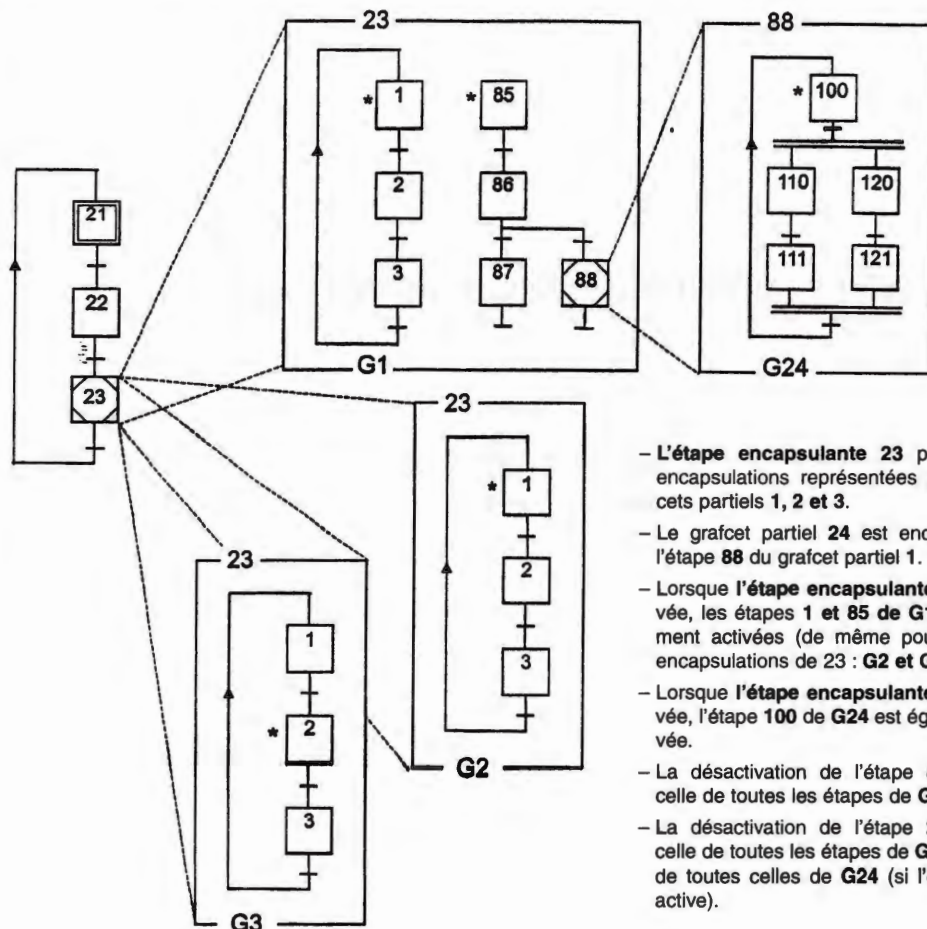 23
88
* 1
* 85
* 100
2
86
110
120
21
3
87
88
111
121
22
G1
G24
23
23
* 1
2
3
G2
23
1
* 2
3
G3
– L'étape encapsulante 23 p
encapsulations représentées
cets partiels 1, 2 et 3.
– Le grafcet partiel 24 est enc
l'étape 88 du grafcet partiel 1.
– Lorsque l'étape encapsulante
vée, les étapes 1 et 85 de G1
ment activées (de même pou
encapsulations de 23 : G2 et
– Lorsque l'étape encapsulante
vée, l'étape 100 de G24 est ég
vée.
– La désactivation de l'étape
celle de toutes les étapes de G
– La désactivation de l'étape
celle de toutes les étapes de G
de toutes celles de G24 (si l'
active).